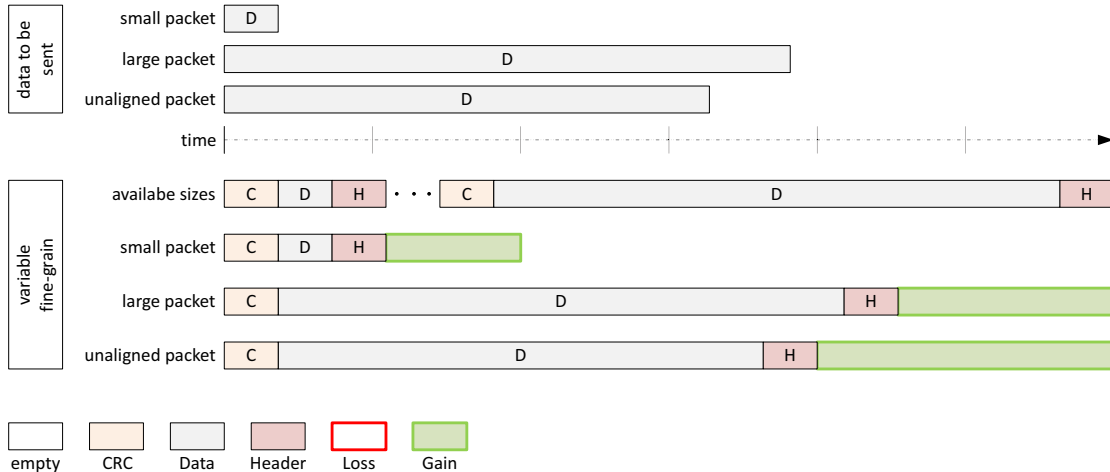 data to be
sent
small packet
D
large packet
D
unaligned packet
D
time
variable
fine-grain
availabe sizes
C D H . . . C D H
small packet
C D H
large packet
C D H
unaligned packet
C D H
empty CRC Data Header Loss Gain